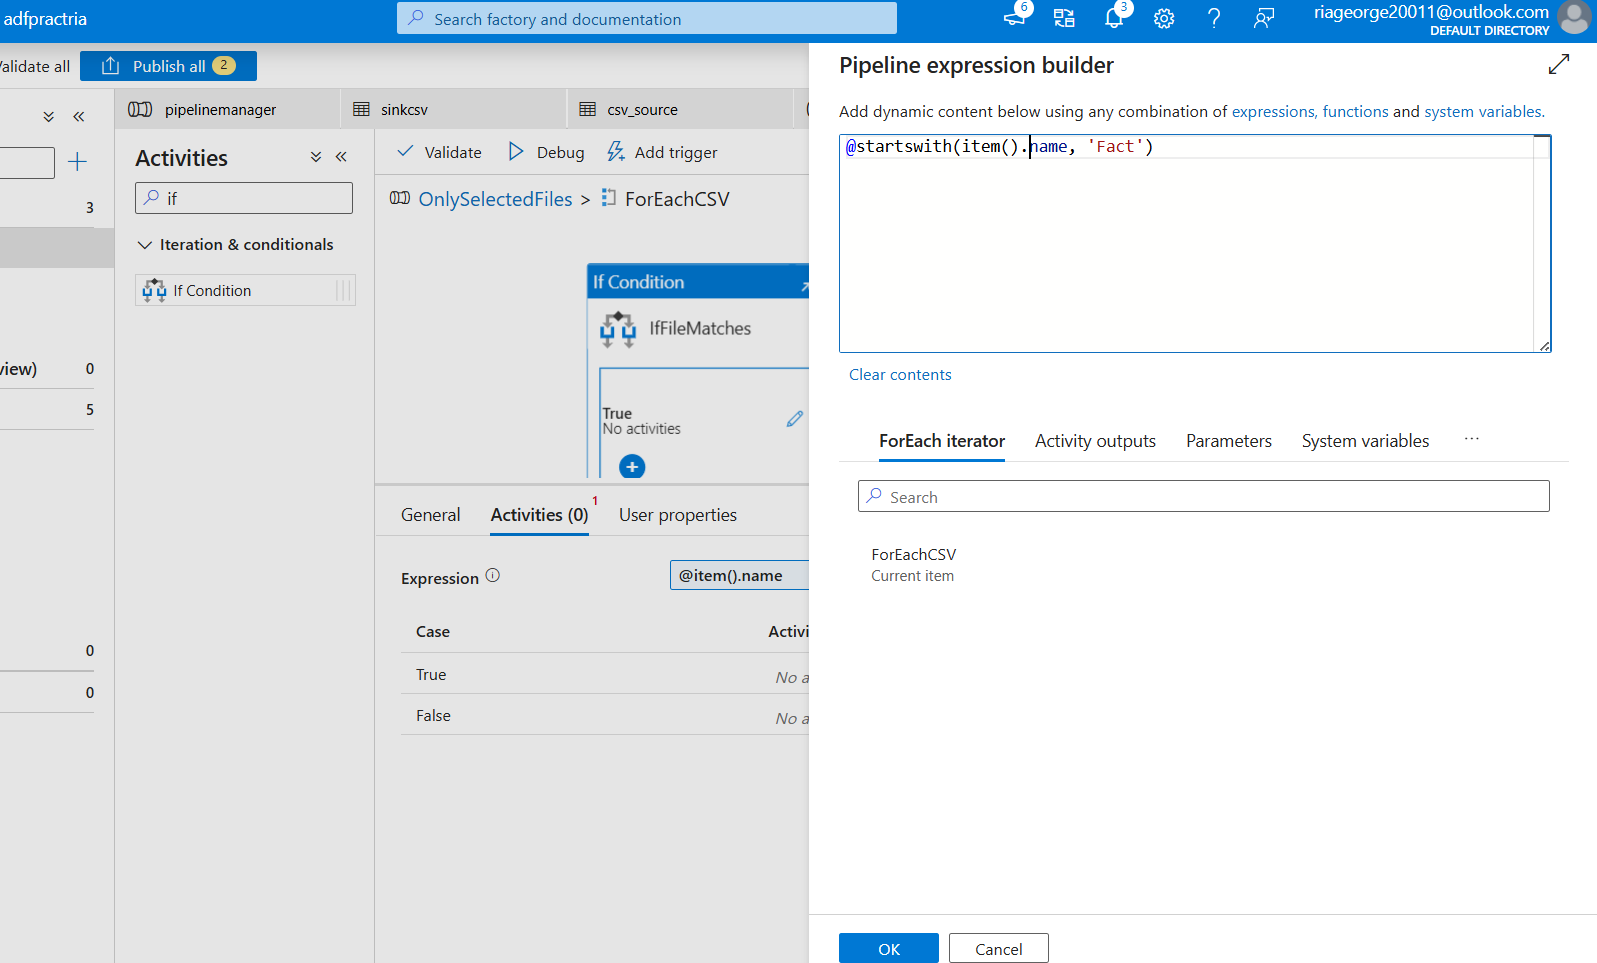 adfpractria
Search factory and documentation
6
3
riageorge20011@outlook.com
DEFAULT DIRECTORY
Validate all
Publish all 2
pipelinemanager
sinkcsv
csv_source
Activities
if
Iteration & conditionals
If Condition
3
view) 0
5
0
0
Validate
Debug
Add trigger
OnlySelectedFiles > ForEachCSV
If Condition
IfFileMatches
True
No activities
General
Activities (0) 1
User properties
Expression
@item().name
Case Activi
True No a
False No a
Pipeline expression builder
Add dynamic content below using any combination of expressions, functions and system variables.
@startswith(item().name, 'Fact')
Clear contents
ForEach iterator
Activity outputs
Parameters
System variables
...
Search
ForEachCSV
Current item
OK
Cancel